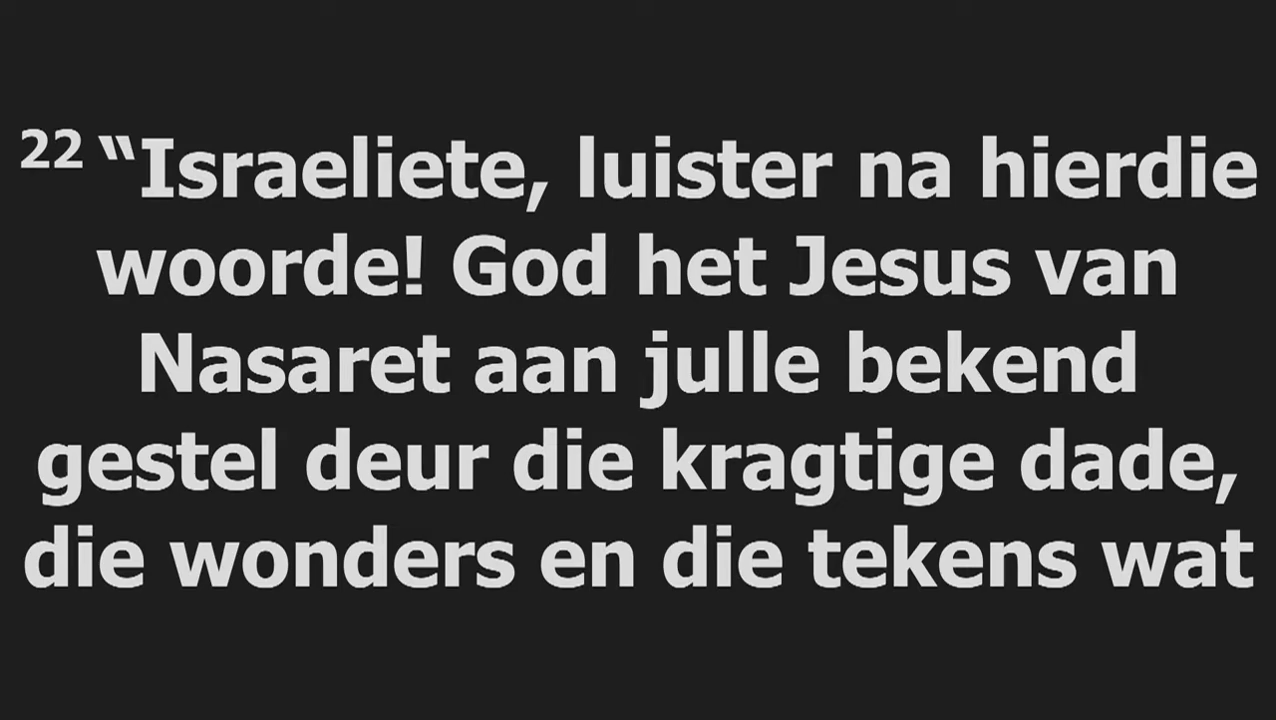 22 “Israeliete, luister na hierdie
woorde! God het Jesus van
Nasaret aan julle bekend
gestel deur die kragtige dade,
die wonders en die tekens wat